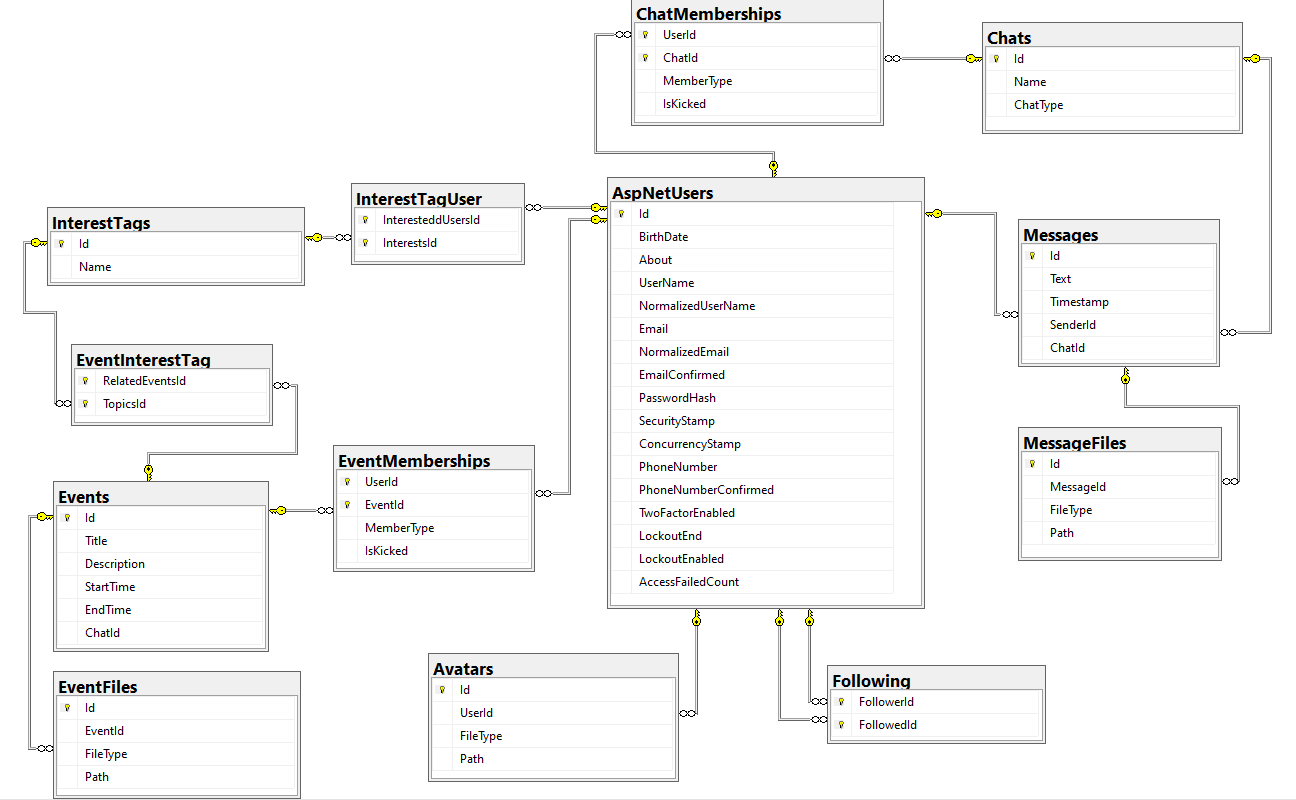 ChatMemberships
UserId
ChatId
MemberType
IsKicked
Chats
Id
Name
ChatType
InterestTags
Id
Name
InterestTagUser
InteresteddUsersId
InterestsId
AspNetUsers
Id
BirthDate
About
UserName
NormalizedUserName
Email
NormalizedEmail
EmailConfirmed
PasswordHash
SecurityStamp
ConcurrencyStamp
PhoneNumber
PhoneNumberConfirmed
TwoFactorEnabled
LockoutEnd
LockoutEnabled
AccessFailedCount
Messages
Id
Text
Timestamp
SenderId
ChatId
EventInterestTag
RelatedEventsId
TopicsId
EventMemberships
UserId
EventId
MemberType
IsKicked
MessageFiles
Id
MessageId
FileType
Path
Events
Id
Title
Description
StartTime
EndTime
ChatId
EventFiles
Id
EventId
FileType
Path
Avatars
Id
UserId
FileType
Path
Following
FollowerId
FollowedId